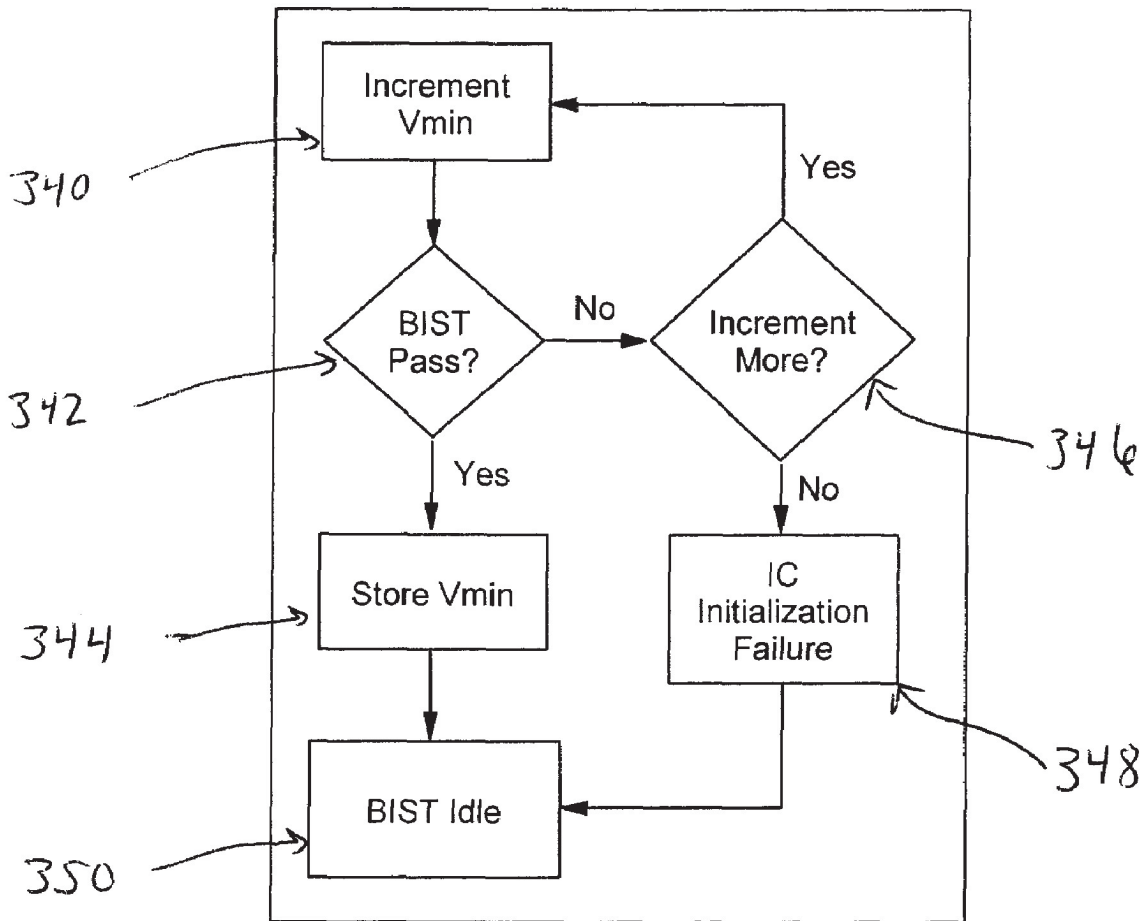 Increment
Vmin
340
Yes
BIST
Pass?
No
Increment
More?
342
346
Yes
No
Store Vmin
IC
Initialization
Failure
344
348
BIST Idle
350